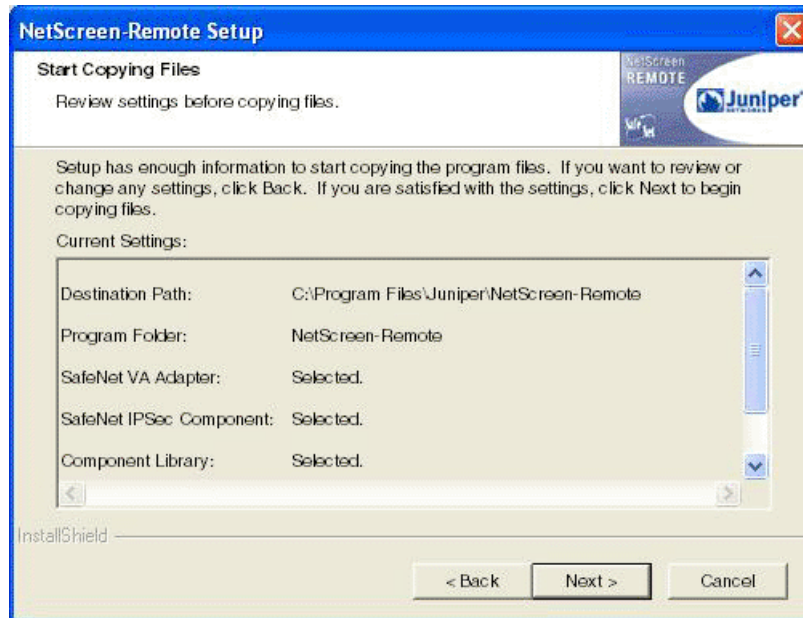 NetScreen-Remote Setup
Start Copying Files
Review settings before copying files.
NetScreen
REMOTE
Juniper
NETWORKS
SafeNet
Setup has enough information to start copying the program files. If you want to review or
change any settings, click Back. If you are satisfied with the settings, click Next to begin
copying files.
Current Settings:
Destination Path: C:\Program Files\Juniper\NetScreen-Remote
Program Folder: NetScreen-Remote
SafeNet VA Adapter: Selected.
SafeNet IPSec Component: Selected.
Component Library: Selected.
InstallShield
< Back Next > Cancel